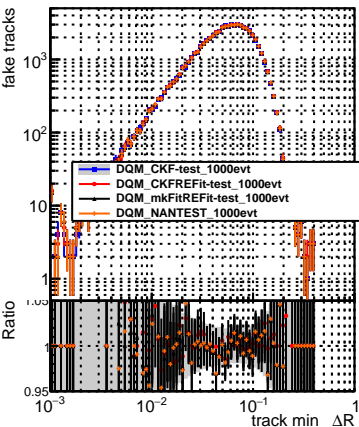 fake tracks
10³
10²
10
1
DQM_CKF-test_1000evt
DQM_CKFREFit-test_1000evt
DQM_mkFitREFit-test_1000evt
DQM_NANTEST_1000evt
Ratio
1.05
1
0.95
10⁻³ 10⁻² 10⁻¹ 1
track min ΔR